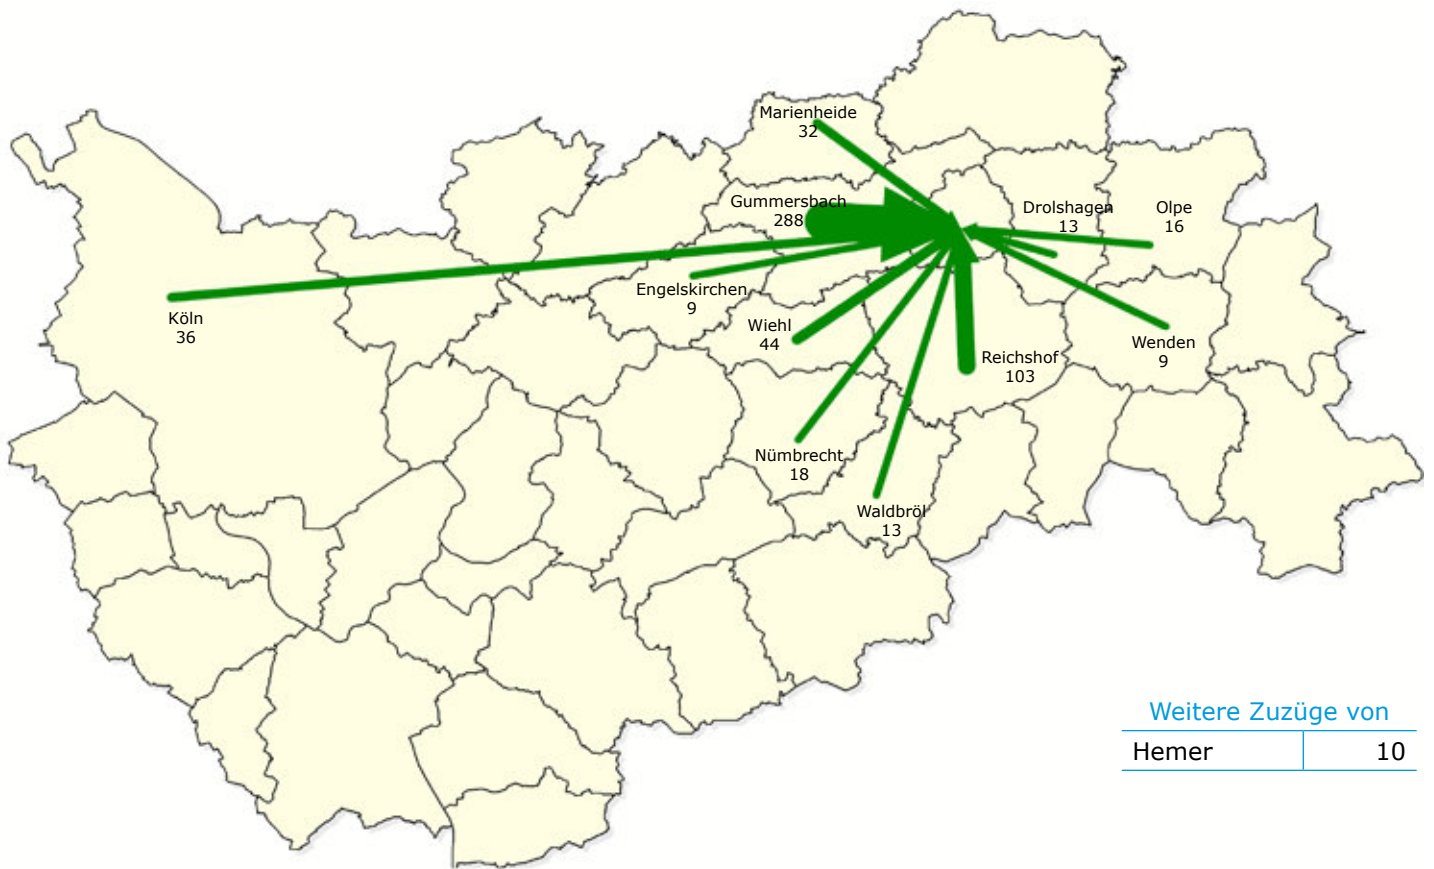 Marienheide
32
Gummersbach
288
Drolshagen
13
Olpe
16
Engelskirchen
9
Köln
36
Wiehl
44
Wenden
9
Reichshof
103
Nümbrecht
18
Waldbröl
13
Weitere Zuzüge von
Hemer 10